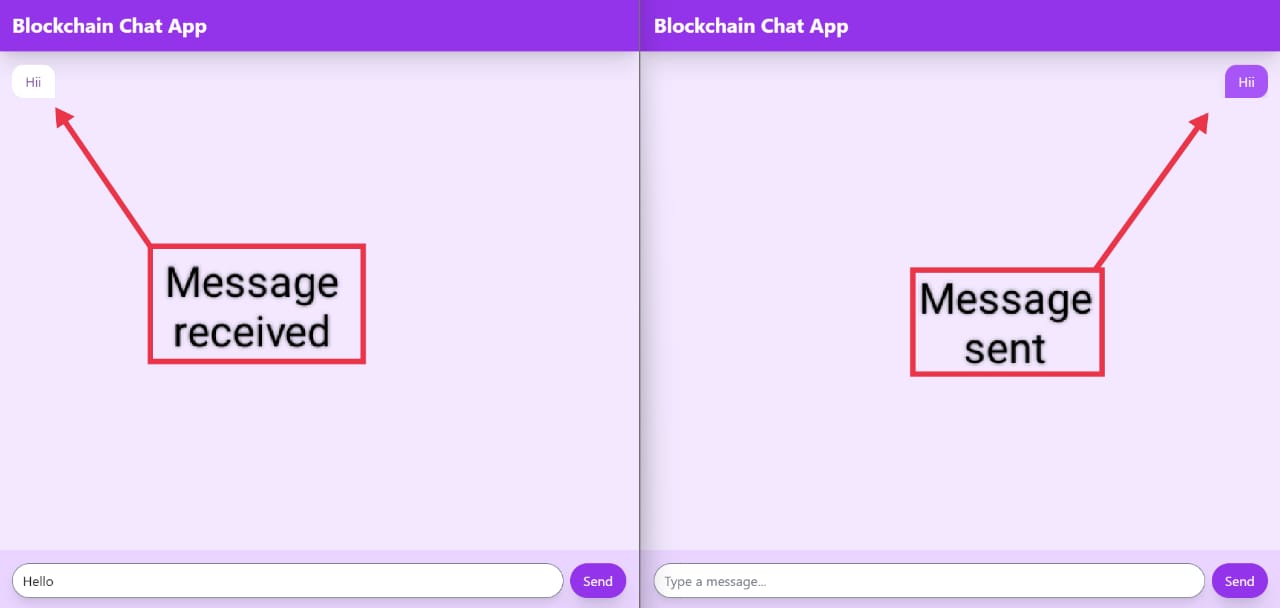 Blockchain Chat App
Hii
Message
received
Hello
Send
Blockchain Chat App
Hii
Message
sent
Type a message...
Send